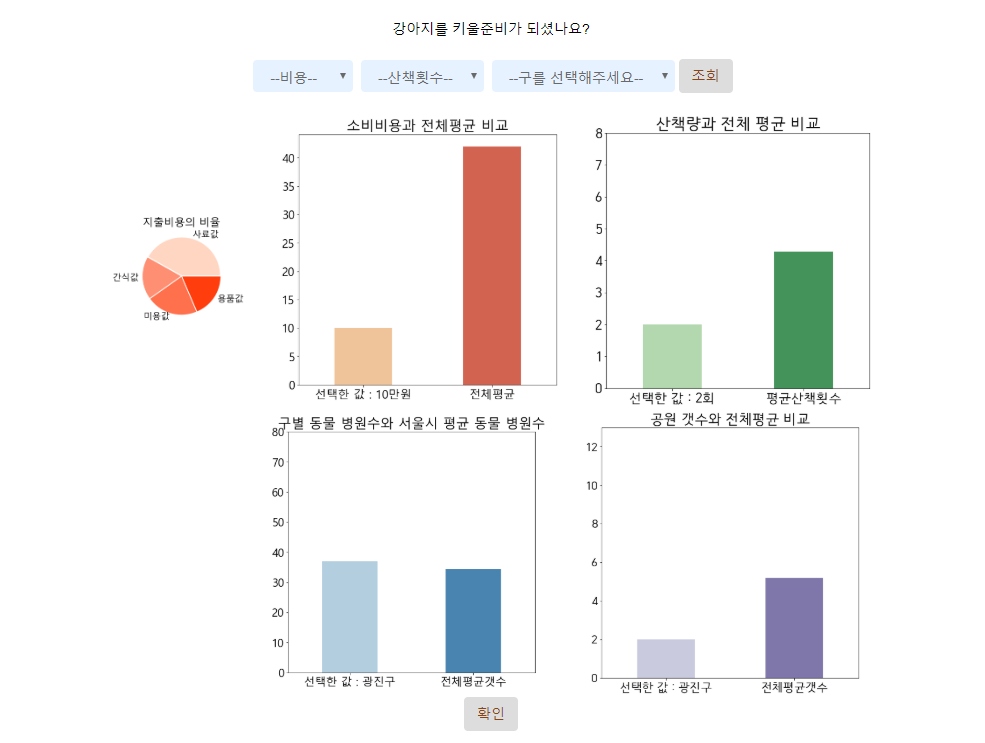 강아지를 키울준비가 되셨나요?
--비용-- --산책횟수-- --구를 선택해주세요-- 조회
지출비용의 비율
사료값
간식값
용품값
미용값
소비비용과 전체평균 비교
40
35
30
25
20
15
10
5
0
선택한 값 : 10만원 전체평균
산책량과 전체 평균 비교
8
7
6
5
4
3
2
1
0
선택한 값 : 2회 평균산책횟수
구별 동물 병원수와 서울시 평균 동물 병원수
80
70
60
50
40
30
20
10
0
선택한 값 : 광진구 전체평균갯수
공원 갯수와 전체평균 비교
12
10
8
6
4
2
0
선택한 값 : 광진구 전체평균갯수
확인